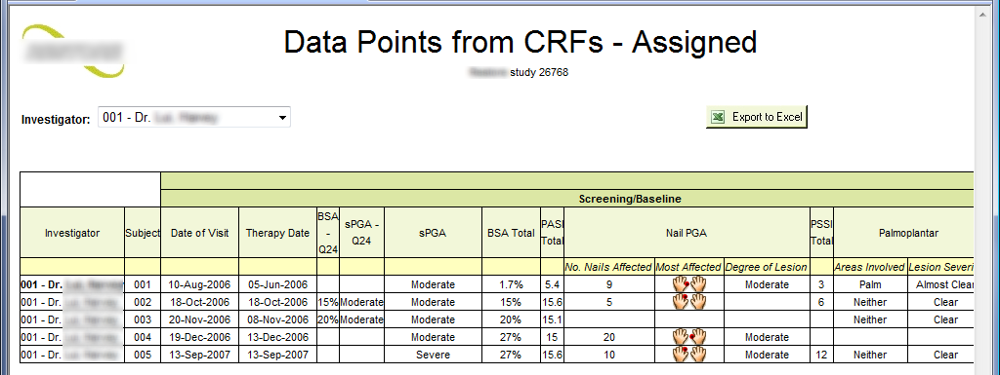 Data Points from CRFs - Assigned
study 26768
Investigator: 001 - Dr.
Export to Excel
Screening/Baseline
Investigator Subject Date of Visit Therapy Date BSA - Q24 sPGA - Q24 sPGA BSA Total PASI Total Nail PGA PSSI Total Palmoplantar
No. Nails Affected Most Affected Degree of Lesion Areas Involved Lesion Severi
001 - Dr. 001 10-Aug-2006 05-Jun-2006 Moderate 1.7% 5.4 9 Moderate 3 Palm Almost Clear
001 - Dr. 002 18-Oct-2006 18-Oct-2006 15% Moderate Moderate 15% 15.6 5 6 Neither Clear
001 - Dr. 003 20-Nov-2006 08-Nov-2006 20% Moderate Moderate 20% 15.1 Neither Clear
001 - Dr. 004 19-Dec-2006 13-Dec-2006 Moderate 27% 15 20 Moderate
001 - Dr. 005 13-Sep-2007 13-Sep-2007 Severe 27% 15.6 10 Moderate 12 Neither Clear